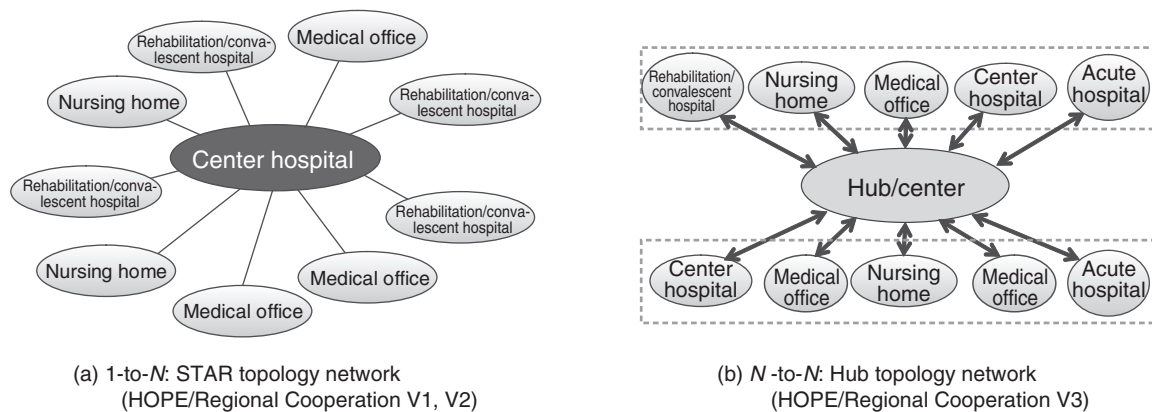 Rehabilitation/conva-
lescent hospital
Medical office
Nursing home
Rehabilitation/conva-
lescent hospital
Center hospital
Rehabilitation/conva-
lescent hospital
Rehabilitation/conva-
lescent hospital
Nursing home
Medical office
Medical office
(a) 1-to-N: STAR topology network
(HOPE/Regional Cooperation V1, V2)
Rehabilitation/
convalescent
hospital
Nursing
home
Medical
office
Center
hospital
Acute
hospital
Hub/center
Center
hospital
Medical
office
Nursing
home
Medical
office
Acute
hospital
(b) N -to-N: Hub topology network
(HOPE/Regional Cooperation V3)